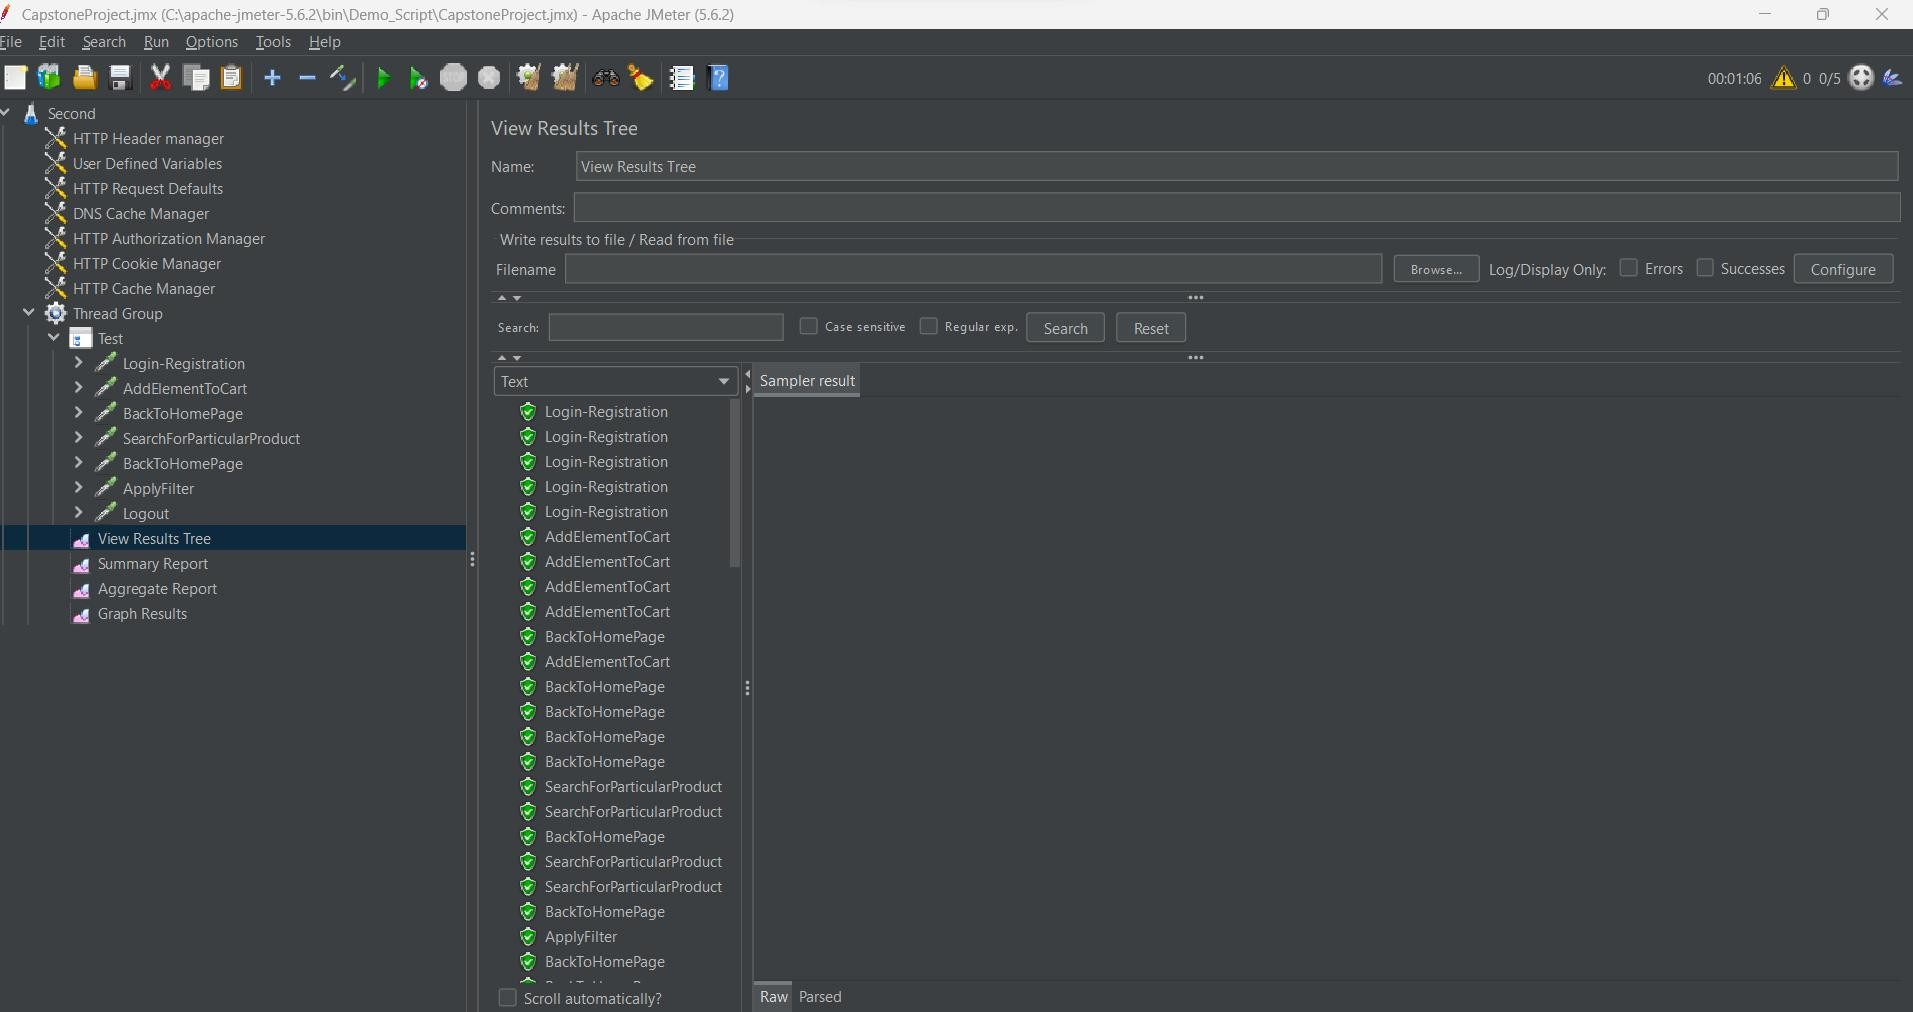 CapstoneProject.jmx (C:\apache-jmeter-5.6.2\bin\Demo_Script\CapstoneProject.jmx) - Apache JMeter (5.6.2)
File Edit Search Run Options Tools Help
STOP
00:01:06 0 0/5
Second
HTTP Header manager
User Defined Variables
HTTP Request Defaults
DNS Cache Manager
HTTP Authorization Manager
HTTP Cookie Manager
HTTP Cache Manager
Thread Group
Test
Login-Registration
AddElementToCart
BackToHomePage
SearchForParticularProduct
BackToHomePage
ApplyFilter
Logout
View Results Tree
Summary Report
Aggregate Report
Graph Results
View Results Tree
Name: View Results Tree
Comments:
Write results to file / Read from file
Filename Browse... Log/Display Only: Errors Successes Configure
Search: Case sensitive Regular exp. Search Reset
Text
Sampler result
Login-Registration
Login-Registration
Login-Registration
Login-Registration
Login-Registration
AddElementToCart
AddElementToCart
AddElementToCart
AddElementToCart
BackToHomePage
AddElementToCart
BackToHomePage
BackToHomePage
BackToHomePage
BackToHomePage
SearchForParticularProduct
SearchForParticularProduct
BackToHomePage
SearchForParticularProduct
SearchForParticularProduct
BackToHomePage
ApplyFilter
BackToHomePage
Scroll automatically?
Raw Parsed